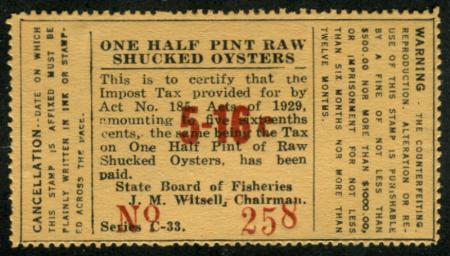 CANCELLATION.—DATE ON WHICH
THIS STAMP IS AFFIXED MUST BE
PLAINLY WRITTEN IN INK OR STAMP-
ED ACROSS THE FACE.
ONE HALF PINT RAW
SHUCKED OYSTERS
This is to certify that the
Impost Tax provided for by
Act No. 185, Acts of 1929,
amounting to five sixteenths
cents, the same being the Tax
on One Half Pint of Raw
Shucked Oysters, has been
paid.
5-16
State Board of Fisheries
J. M. Witsell, Chairman.
No 258
Series C-33.
WARNING. THE COUNTERFEITING,
REPRODUCTION, ALTERATION OR RE-
USE OF THIS STAMP IS PUNISHABLE
BY A FINE OF NOT LESS THAN
$500.00 NOR MORE THAN $1000.00,
OR IMPRISONMENT FOR NOT LESS
THAN SIX MONTHS NOR MORE THAN
TWELVE MONTHS.